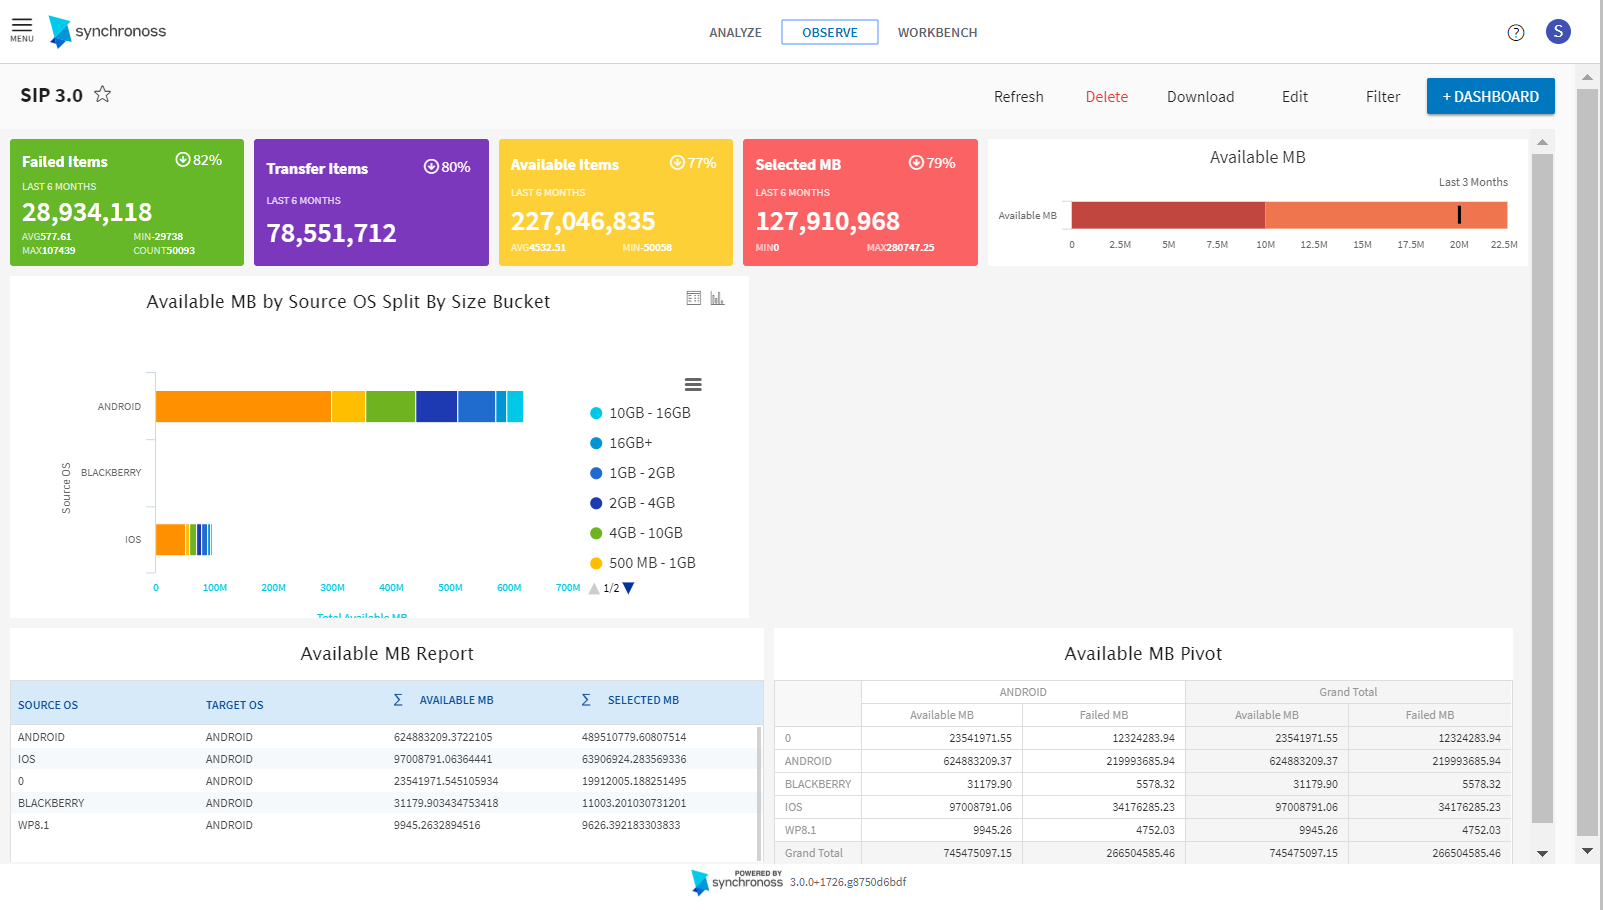 MENU
synchronoss
ANALYZE OBSERVE WORKBENCH
? S
SIP 3.0
Refresh Delete Download Edit Filter + DASHBOARD
Failed Items 82%
LAST 6 MONTHS
28,934,118
AVG577.61 MIN-29738
MAX107439 COUNT50093
Transfer Items 80%
LAST 6 MONTHS
78,551,712
Available Items 77%
LAST 6 MONTHS
227,046,835
AVG4532.51 MIN-50058
Selected MB 79%
LAST 6 MONTHS
127,910,968
MIN0 MAX280747.25
Available MB
Last 3 Months
Available MB
0 2.5M 5M 7.5M 10M 12.5M 15M 17.5M 20M 22.5M
Available MB by Source OS Split By Size Bucket
Source OS
ANDROID
BLACKBERRY
IOS
0 100M 200M 300M 400M 500M 600M 700M
Total Available MB
10GB - 16GB
16GB+
1GB - 2GB
2GB - 4GB
4GB - 10GB
500 MB - 1GB
1/2
Available MB Report
SOURCE OS TARGET OS Σ AVAILABLE MB Σ SELECTED MB
ANDROID ANDROID 624883209.3722105 489510779.60807514
IOS ANDROID 97008791.06364441 63906924.283569336
0 ANDROID 23541971.545105934 19912005.188251495
BLACKBERRY ANDROID 31179.903434753418 11003.201030731201
WP8.1 ANDROID 9945.2632894516 9626.392183303833
Available MB Pivot
ANDROID Grand Total
Available MB Failed MB Available MB Failed MB
0 23541971.55 12324283.94 23541971.55 12324283.94
ANDROID 624883209.37 219993685.94 624883209.37 219993685.94
BLACKBERRY 31179.90 5578.32 31179.90 5578.32
IOS 97008791.06 34176285.23 97008791.06 34176285.23
WP8.1 9945.26 4752.03 9945.26 4752.03
Grand Total 745475097.15 266504585.46 745475097.15 266504585.46
POWERED BY
synchronoss 3.0.0+1726.g8750d6bdf